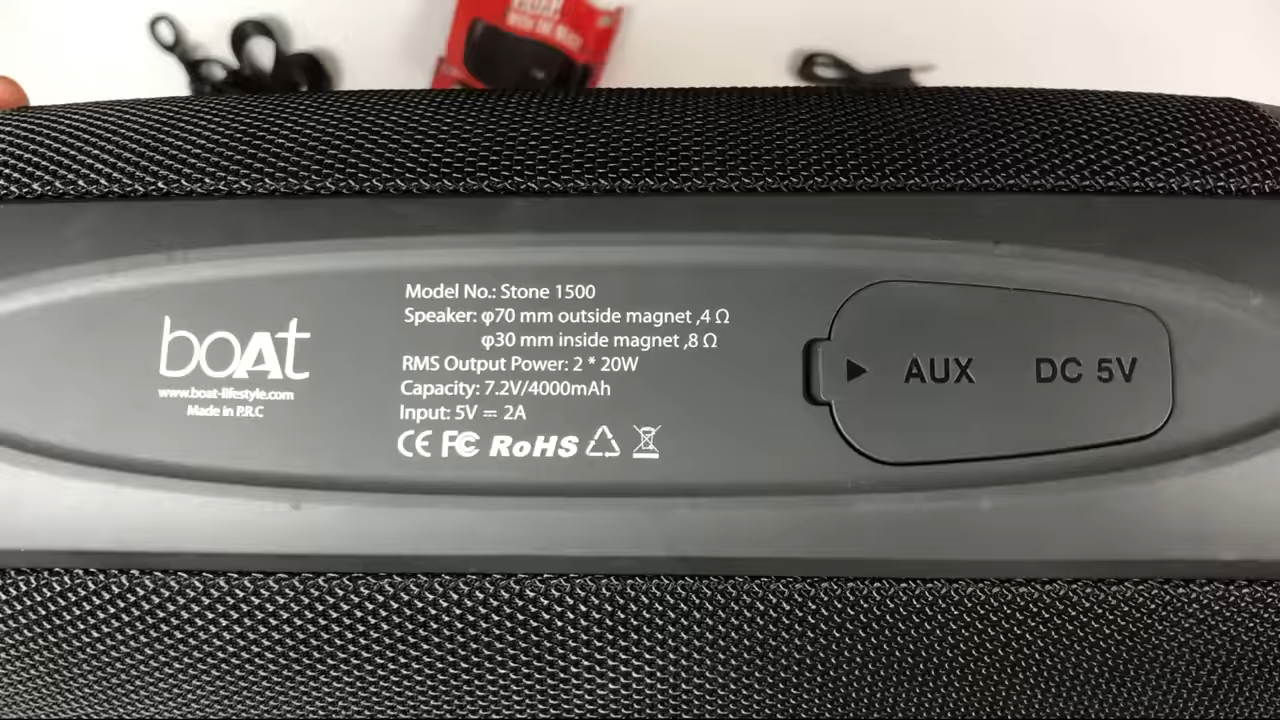 boAt
www.boat-lifestyle.com
Made in P.R.C
Model No.: Stone 1500
Speaker: φ70 mm outside magnet ,4 Ω
φ30 mm inside magnet ,8 Ω
RMS Output Power: 2 * 20W
Capacity: 7.2V/4000mAh
Input: 5V ⎓ 2A
CE FC RoHS
AUX DC 5V